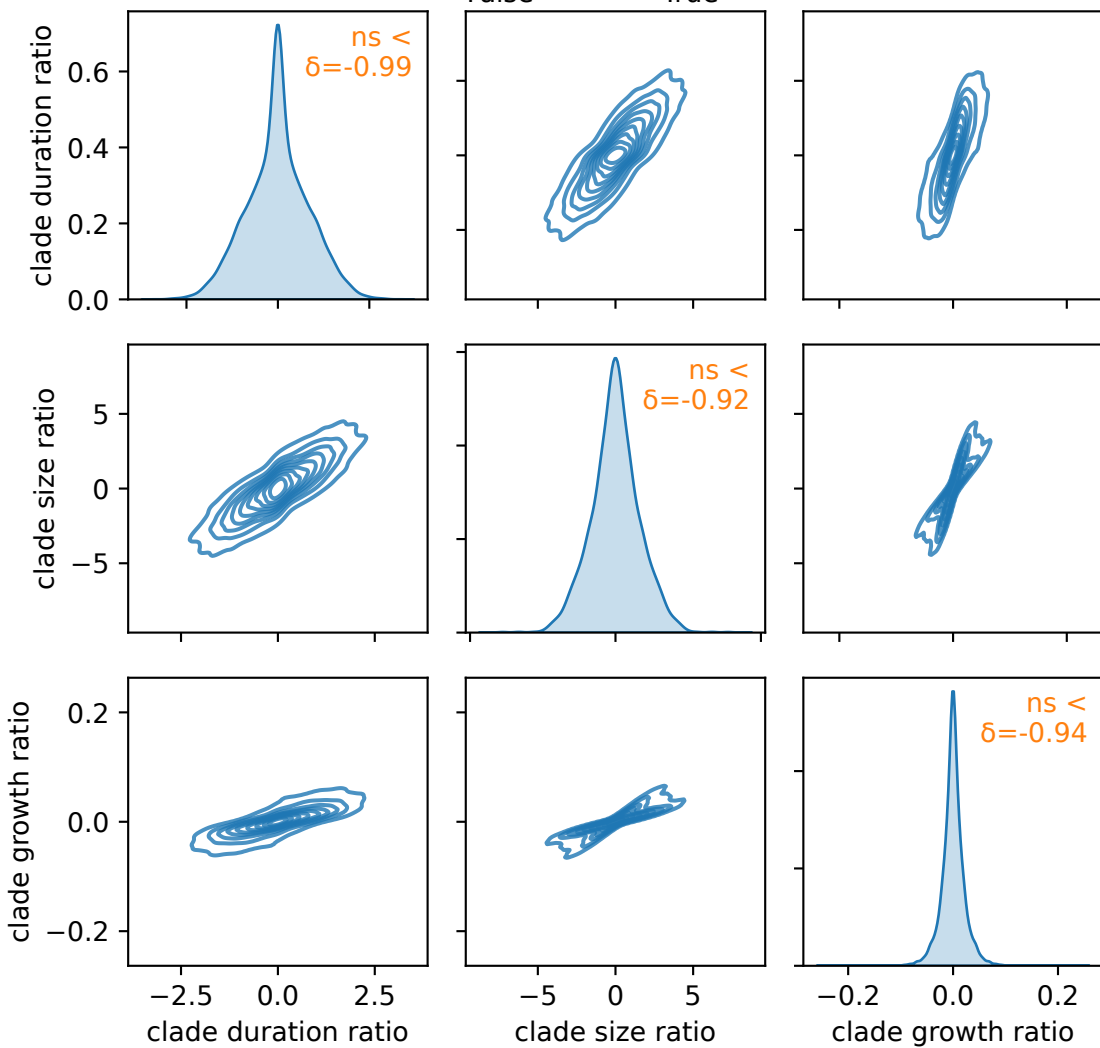 clade duration ratio
0.6
0.4
0.2
0.0
ns <
δ=-0.99
clade size ratio
5
0
−5
ns <
δ=-0.92
clade growth ratio
0.2
0.0
−0.2
ns <
δ=-0.94
−2.5 0.0 2.5
−5 0 5
−0.2 0.0 0.2
clade duration ratio
clade size ratio
clade growth ratio